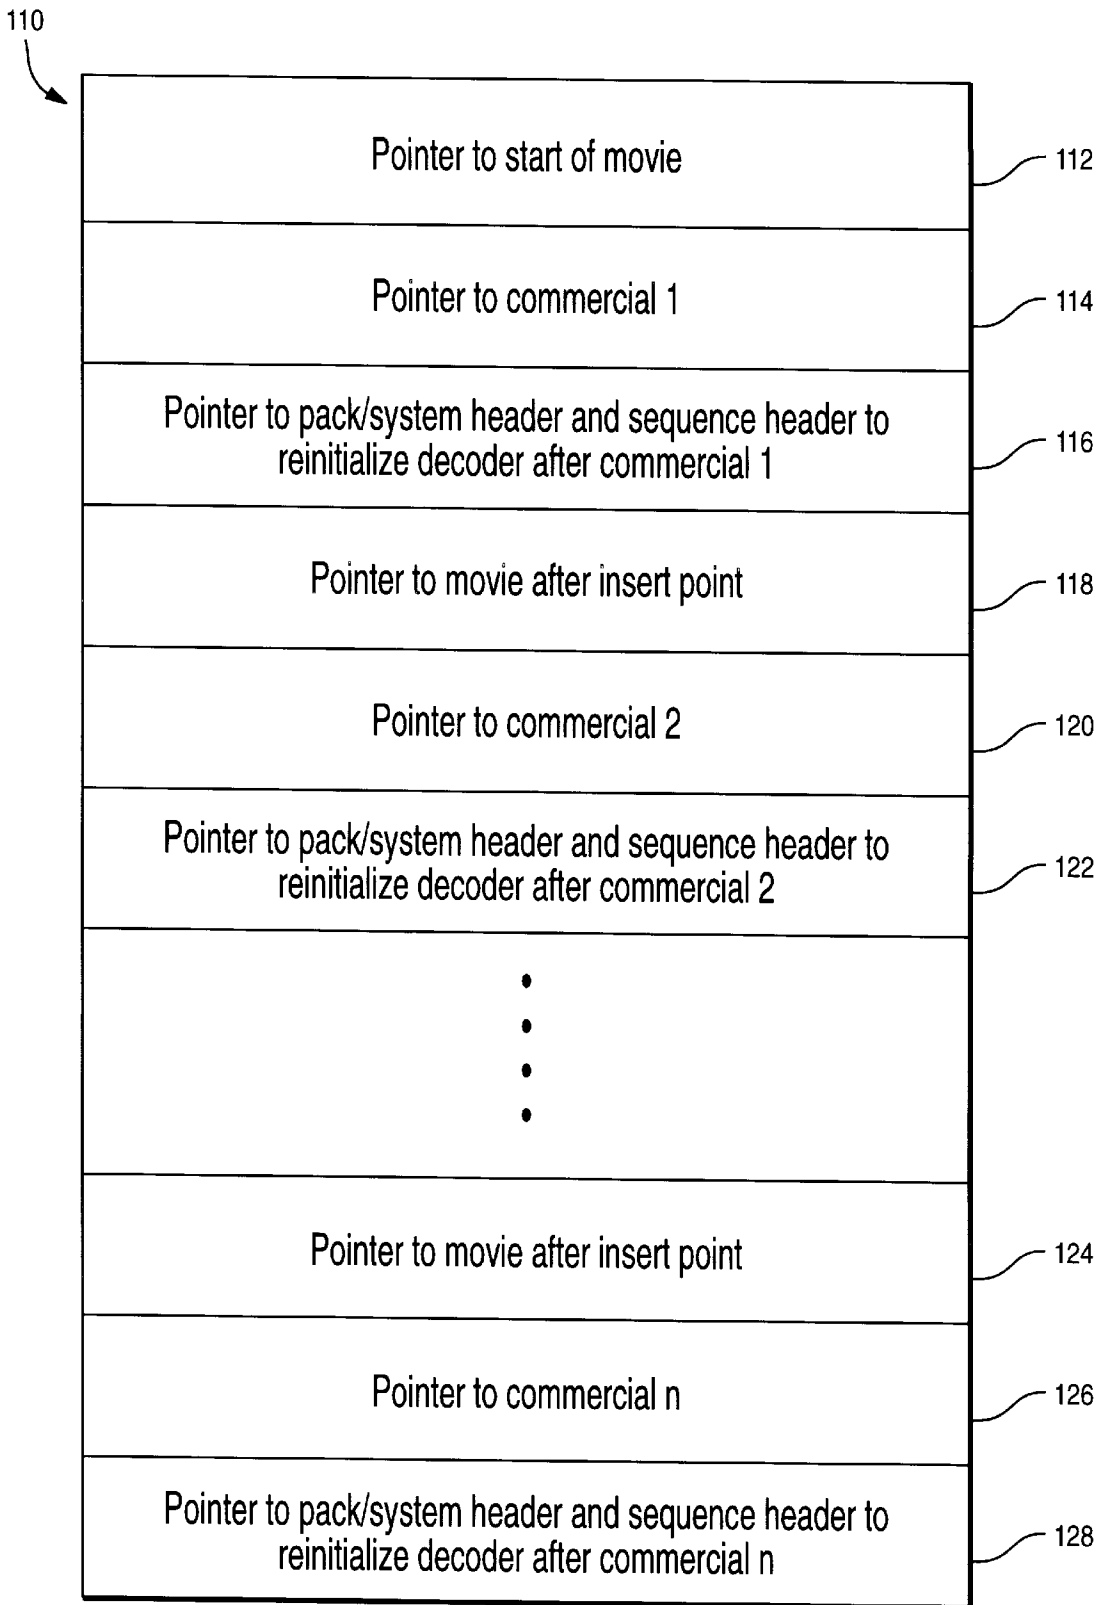 110
Pointer to start of movie
112
Pointer to commercial 1
114
Pointer to pack/system header and sequence header to
reinitialize decoder after commercial 1
116
Pointer to movie after insert point
118
Pointer to commercial 2
120
Pointer to pack/system header and sequence header to
reinitialize decoder after commercial 2
122
Pointer to movie after insert point
124
Pointer to commercial n
126
Pointer to pack/system header and sequence header to
reinitialize decoder after commercial n
128